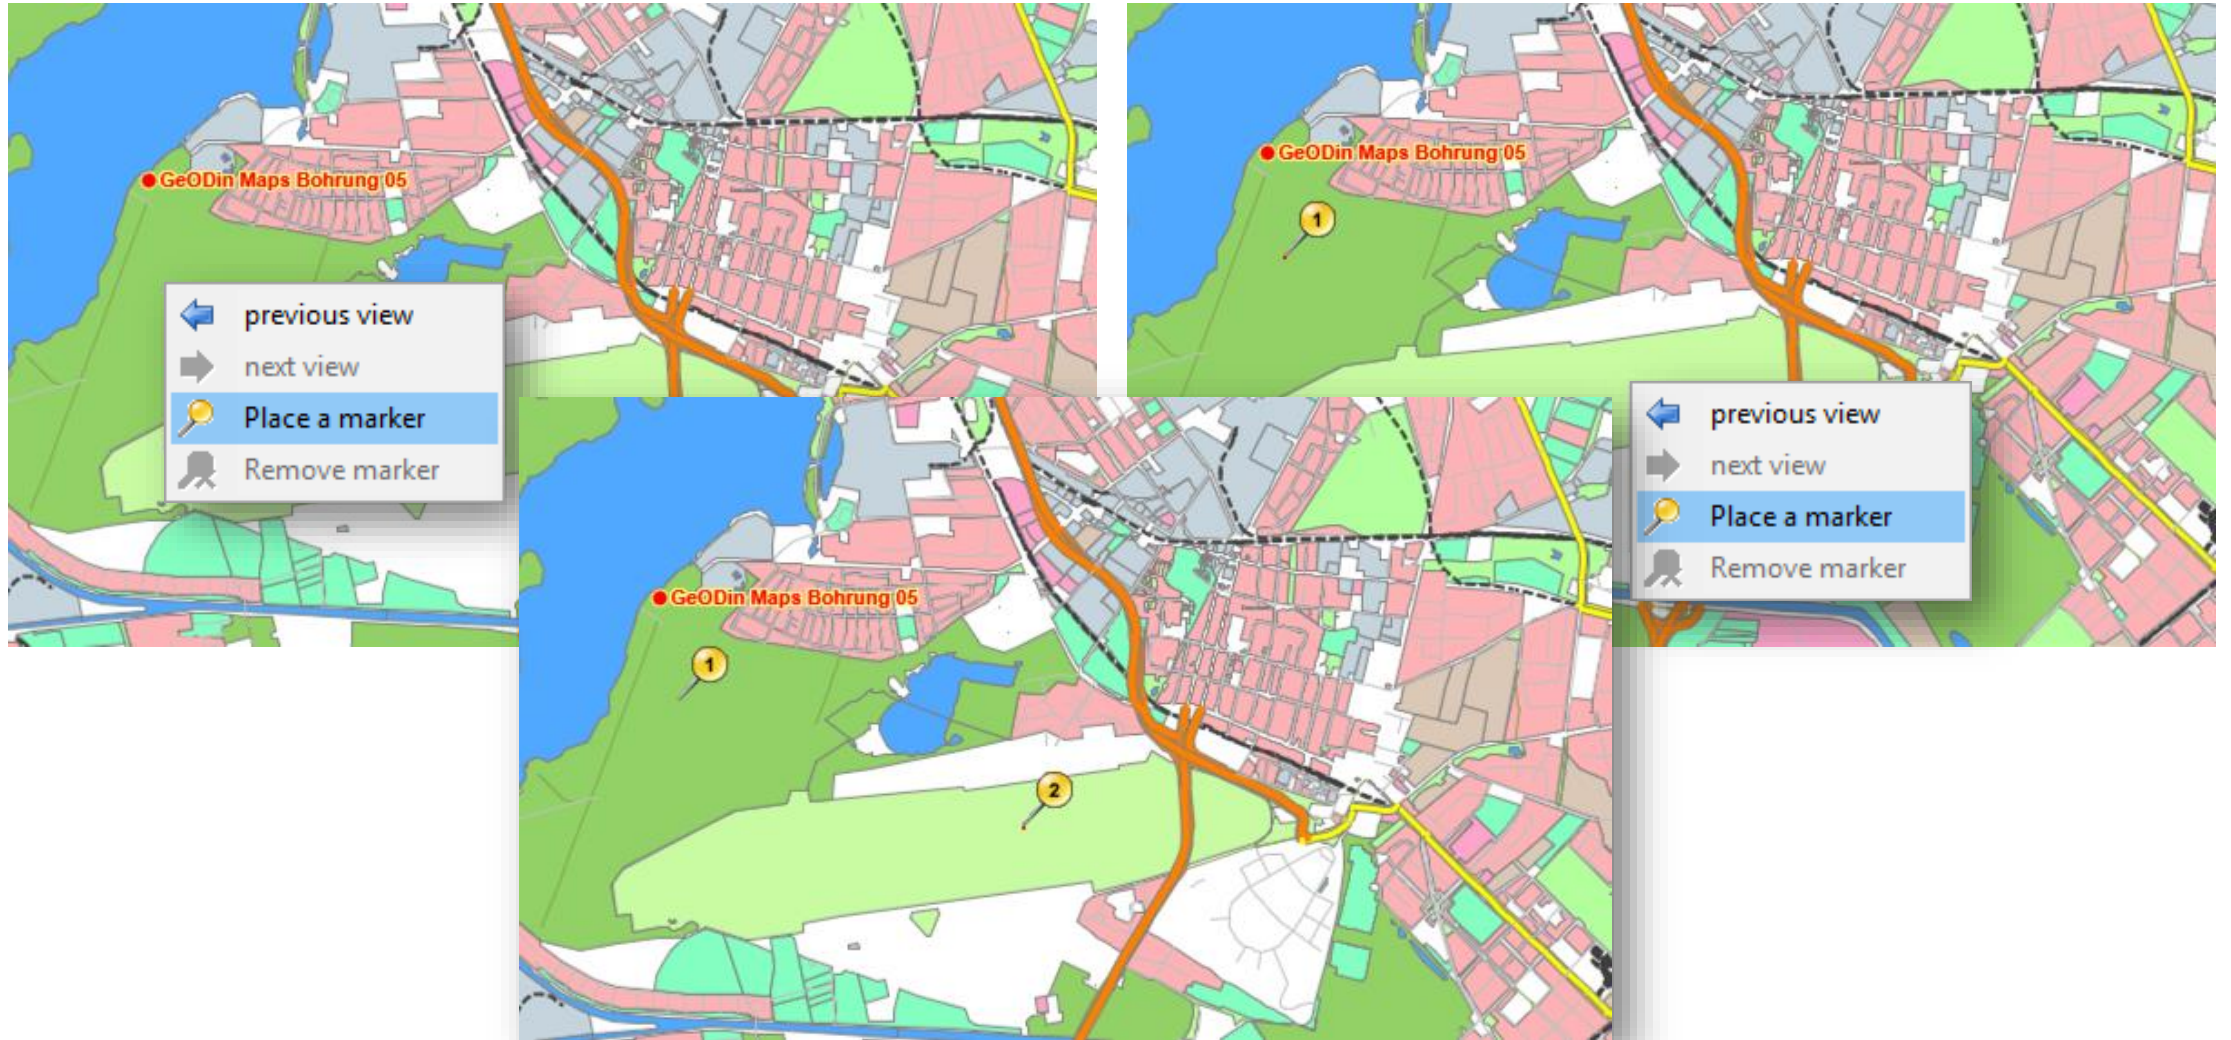 GeODin Maps Bohrung 05
previous view
next view
Place a marker
Remove marker
GeODin Maps Bohrung 05
1
previous view
next view
Place a marker
Remove marker
GeODin Maps Bohrung 05
1
2